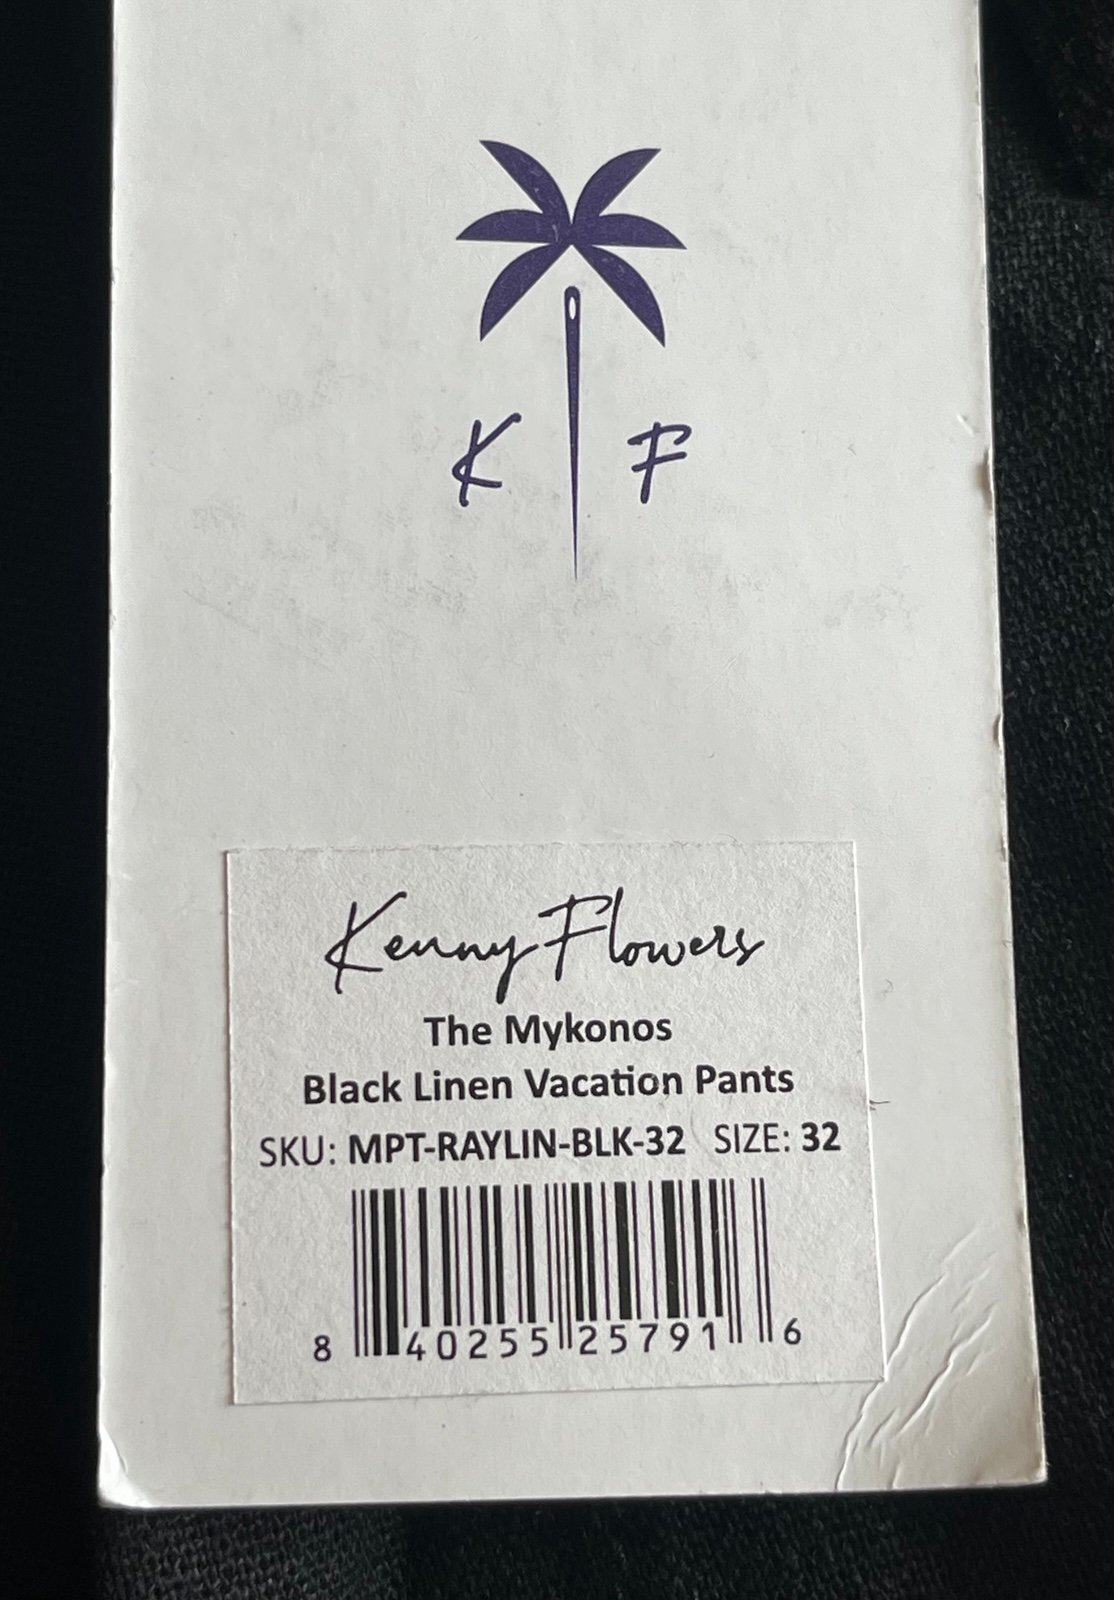 K F
Kenny Flowers
The Mykonos
Black Linen Vacation Pants
SKU: MPT-RAYLIN-BLK-32 SIZE: 32
8 40255 25791 6